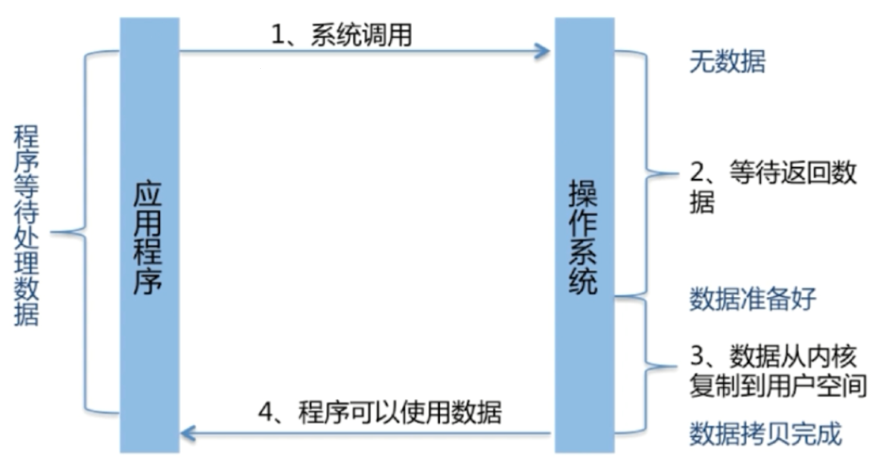 1、系统调用
无数据
程序等待处理数据
应用程序
操作系统
2、等待返回数
据
数据准备好
3、数据从内核
复制到用户空间
4、程序可以使用数据
数据拷贝完成